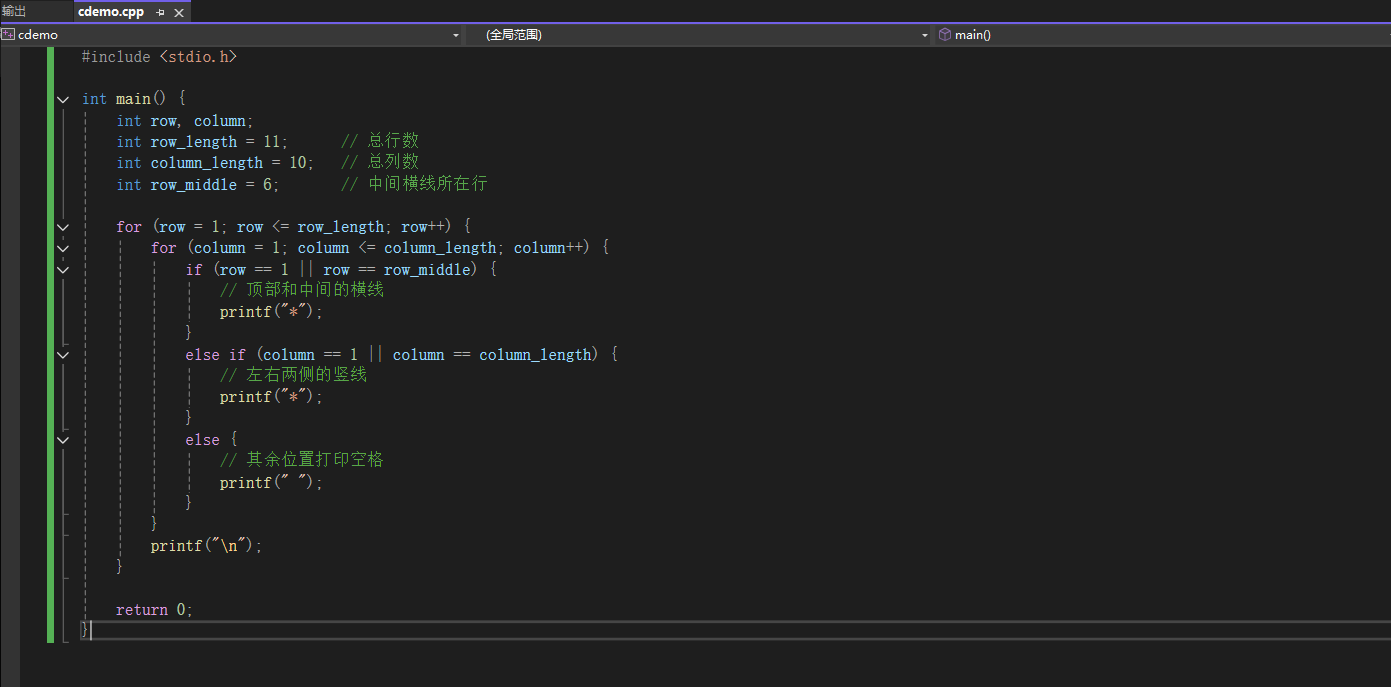 输出
cdemo.cpp
cdemo
(全局范围)
main()
#include <stdio.h>
int main() {
    int row, column;
    int row_length = 11;      // 总行数
    int column_length = 10;   // 总列数
    int row_middle = 6;       // 中间横线所在行
    for (row = 1; row <= row_length; row++) {
        for (column = 1; column <= column_length; column++) {
            if (row == 1 || row == row_middle) {
                // 顶部和中间的横线
                printf("*");
            }
            else if (column == 1 || column == column_length) {
                // 左右两侧的竖线
                printf("*");
            }
            else {
                // 其余位置打印空格
                printf(" ");
            }
        }
        printf("\n");
    }
    return 0;
}